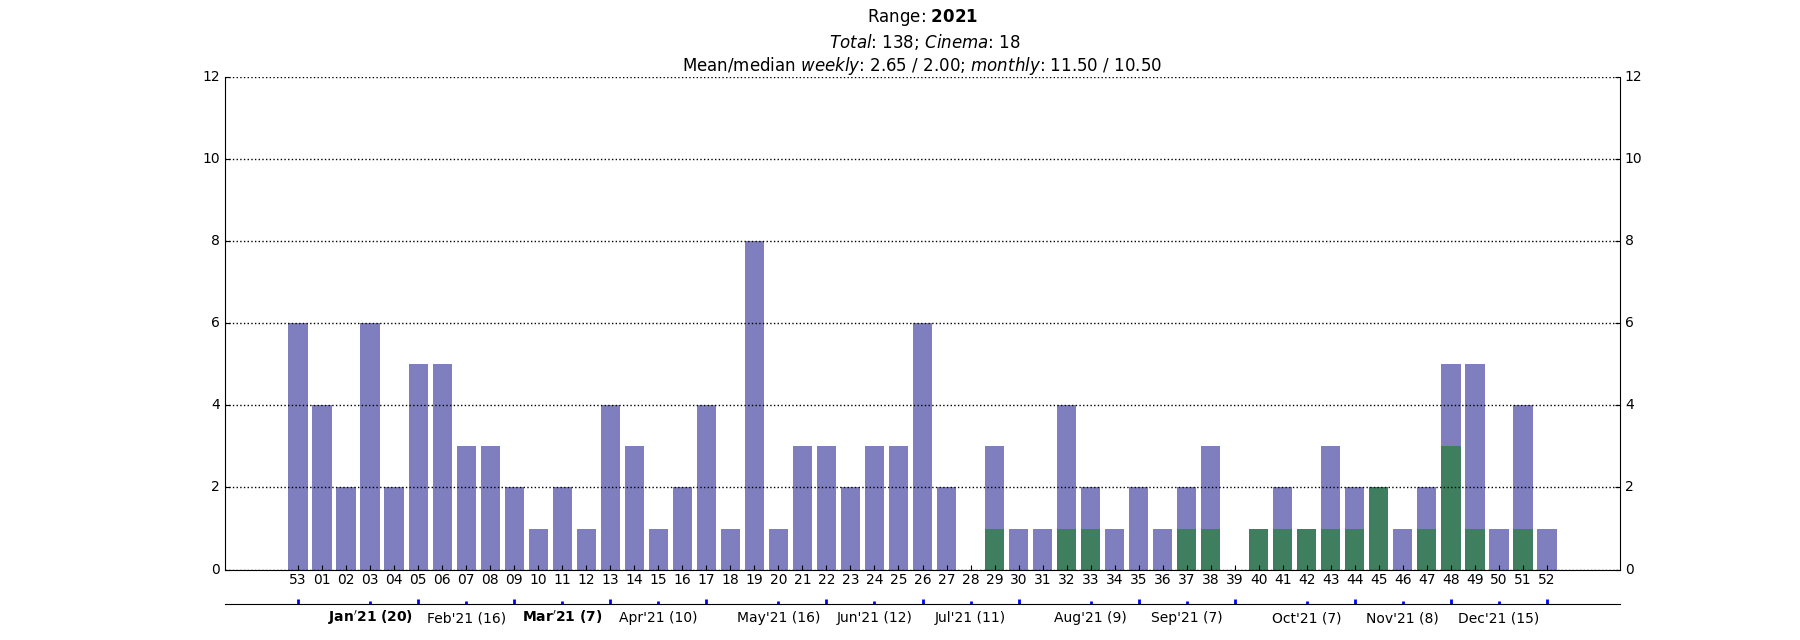 Range: 2021
Total: 138; Cinema: 18
Mean/median weekly: 2.65 / 2.00; monthly: 11.50 / 10.50
12 12
10 10
8 8
6 6
4 4
2 2
0 0
53 01 02 03 04 05 06 07 08 09 10 11 12 13 14 15 16 17 18 19 20 21 22 23 24 25 26 27 28 29 30 31 32 33 34 35 36 37 38 39 40 41 42 43 44 45 46 47 48 49 50 51 52
Jan'21 (20) Feb'21 (16) Mar'21 (7) Apr'21 (10) May'21 (16) Jun'21 (12) Jul'21 (11) Aug'21 (9) Sep'21 (7) Oct'21 (7) Nov'21 (8) Dec'21 (15)